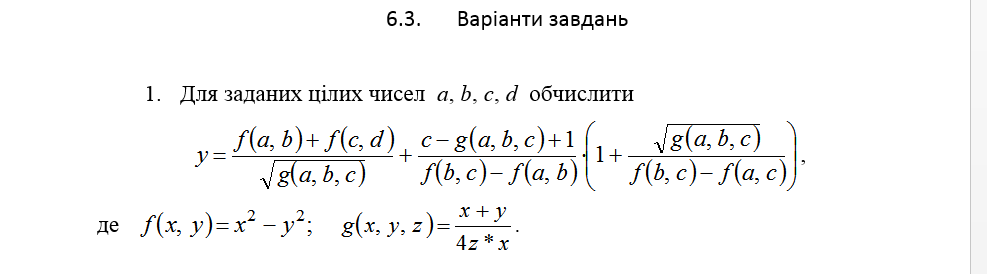 6.3. Варіанти завдань
1. Для заданих цілих чисел a, b, c, d обчислити
y = \frac{f(a, b) + f(c, d)}{\sqrt{g(a, b, c)}} + \frac{c - g(a, b, c) + 1}{f(b, c) - f(a, b)} \cdot \left(1 + \frac{\sqrt{g(a, b, c)}}{f(b, c) - f(a, c)}\right),
де f(x, y) = x^2 - y^2; g(x, y, z) = \frac{x + y}{4z * x}.